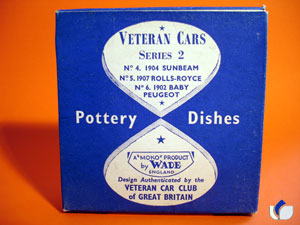 VETERAN CARS
SERIES 2
Nº 4, 1904 SUNBEAM
Nº 5, 1907 ROLLS-ROYCE
Nº 6, 1902 BABY
PEUGEOT
Pottery Dishes
A "MOKO" PRODUCT
by WADE
ENGLAND
Design Authenticated by the
VETERAN CAR CLUB
of GREAT BRITAIN